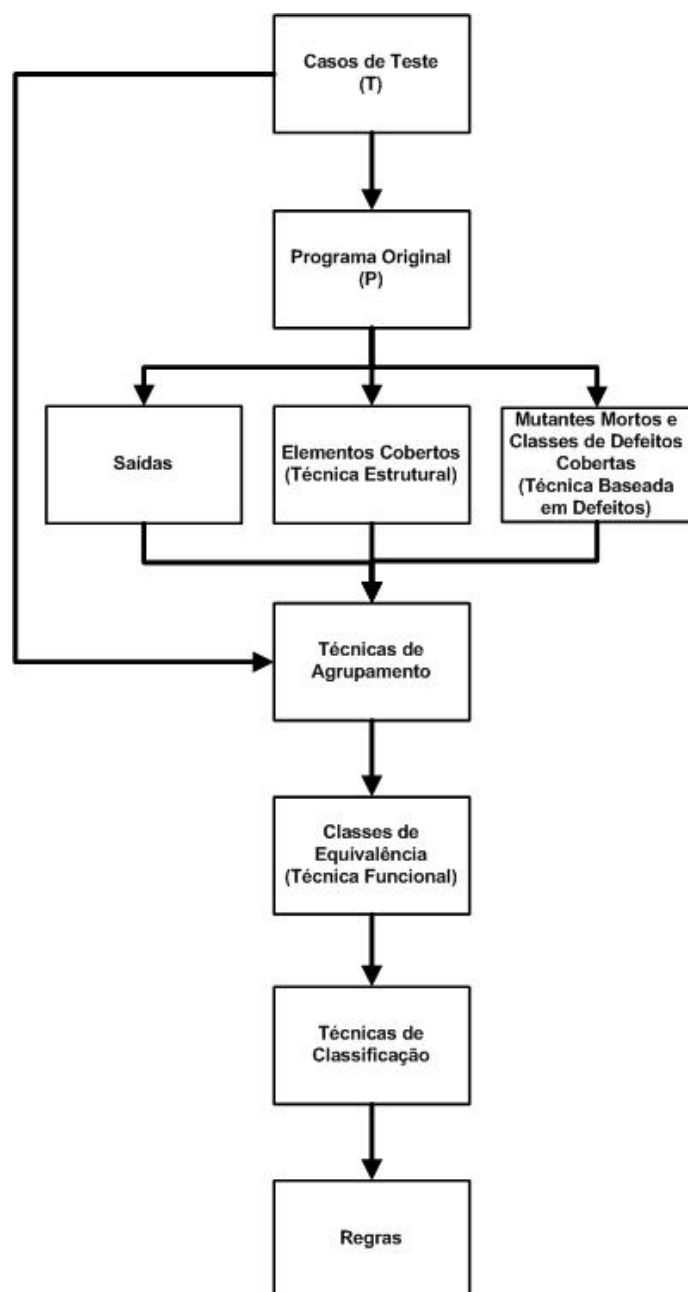 Casos de Teste
(T)
Programa Original
(P)
Saídas
Elementos Cobertos
(Técnica Estrutural)
Mutantes Mortos e
Classes de Defeitos
Cobertas
(Técnica Baseada
em Defeitos)
Técnicas de
Agrupamento
Classes de
Equivalência
(Técnica Funcional)
Técnicas de
Classificação
Regras